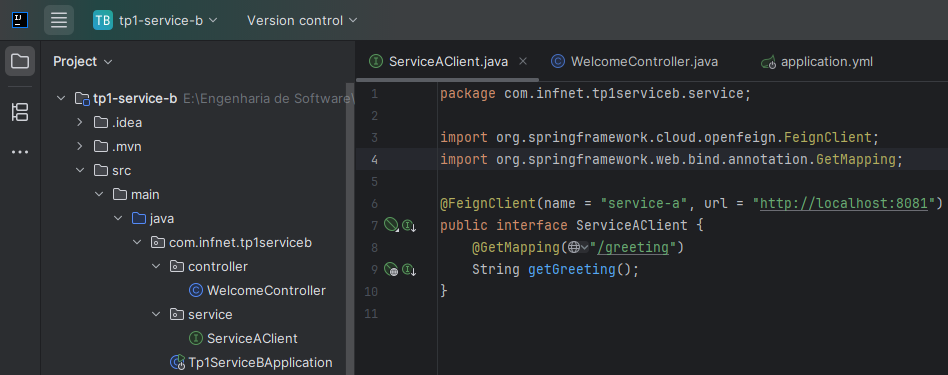 TB tp1-service-b Version control
Project
tp1-service-b E:\Engenharia de Software\
.idea
.mvn
src
main
java
com.infnet.tp1serviceb
controller
WelcomeController
service
ServiceAClient
Tp1ServiceBApplication
ServiceAClient.java WelcomeController.java application.yml
1 package com.infnet.tp1serviceb.service;
2
3 import org.springframework.cloud.openfeign.FeignClient;
4 import org.springframework.web.bind.annotation.GetMapping;
5
6 @FeignClient(name = "service-a", url = "http://localhost:8081")
7 public interface ServiceAClient {
8 @GetMapping("/greeting")
9 String getGreeting();
10 }
11